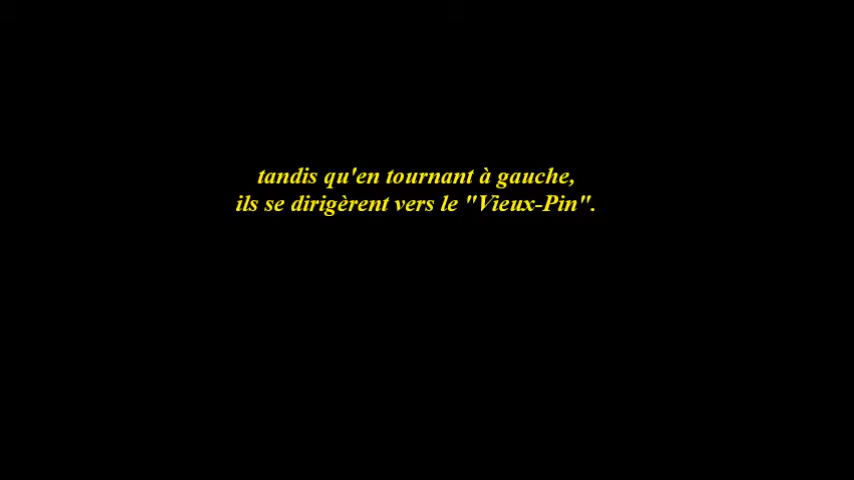 tandis qu'en tournant à gauche,
ils se dirigèrent vers le "Vieux-Pin".